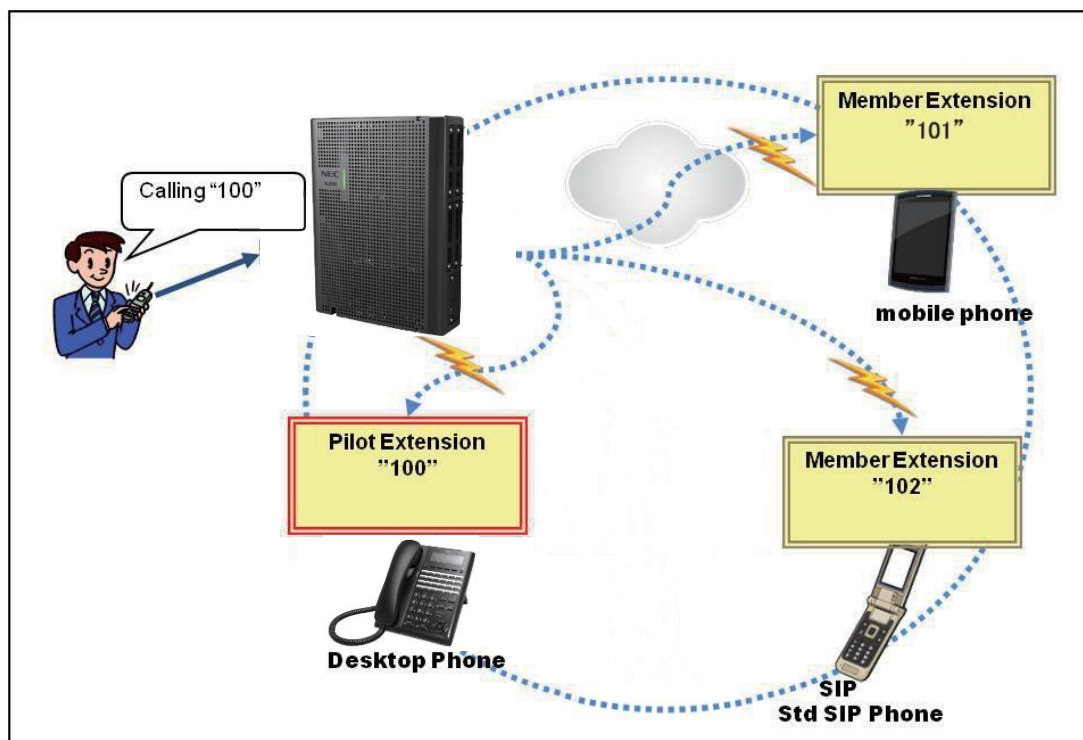 Calling “100”
NEC
Member Extension
”101”
mobile phone
Pilot Extension
”100”
Desktop Phone
Member Extension
”102”
SIP
Std SIP Phone